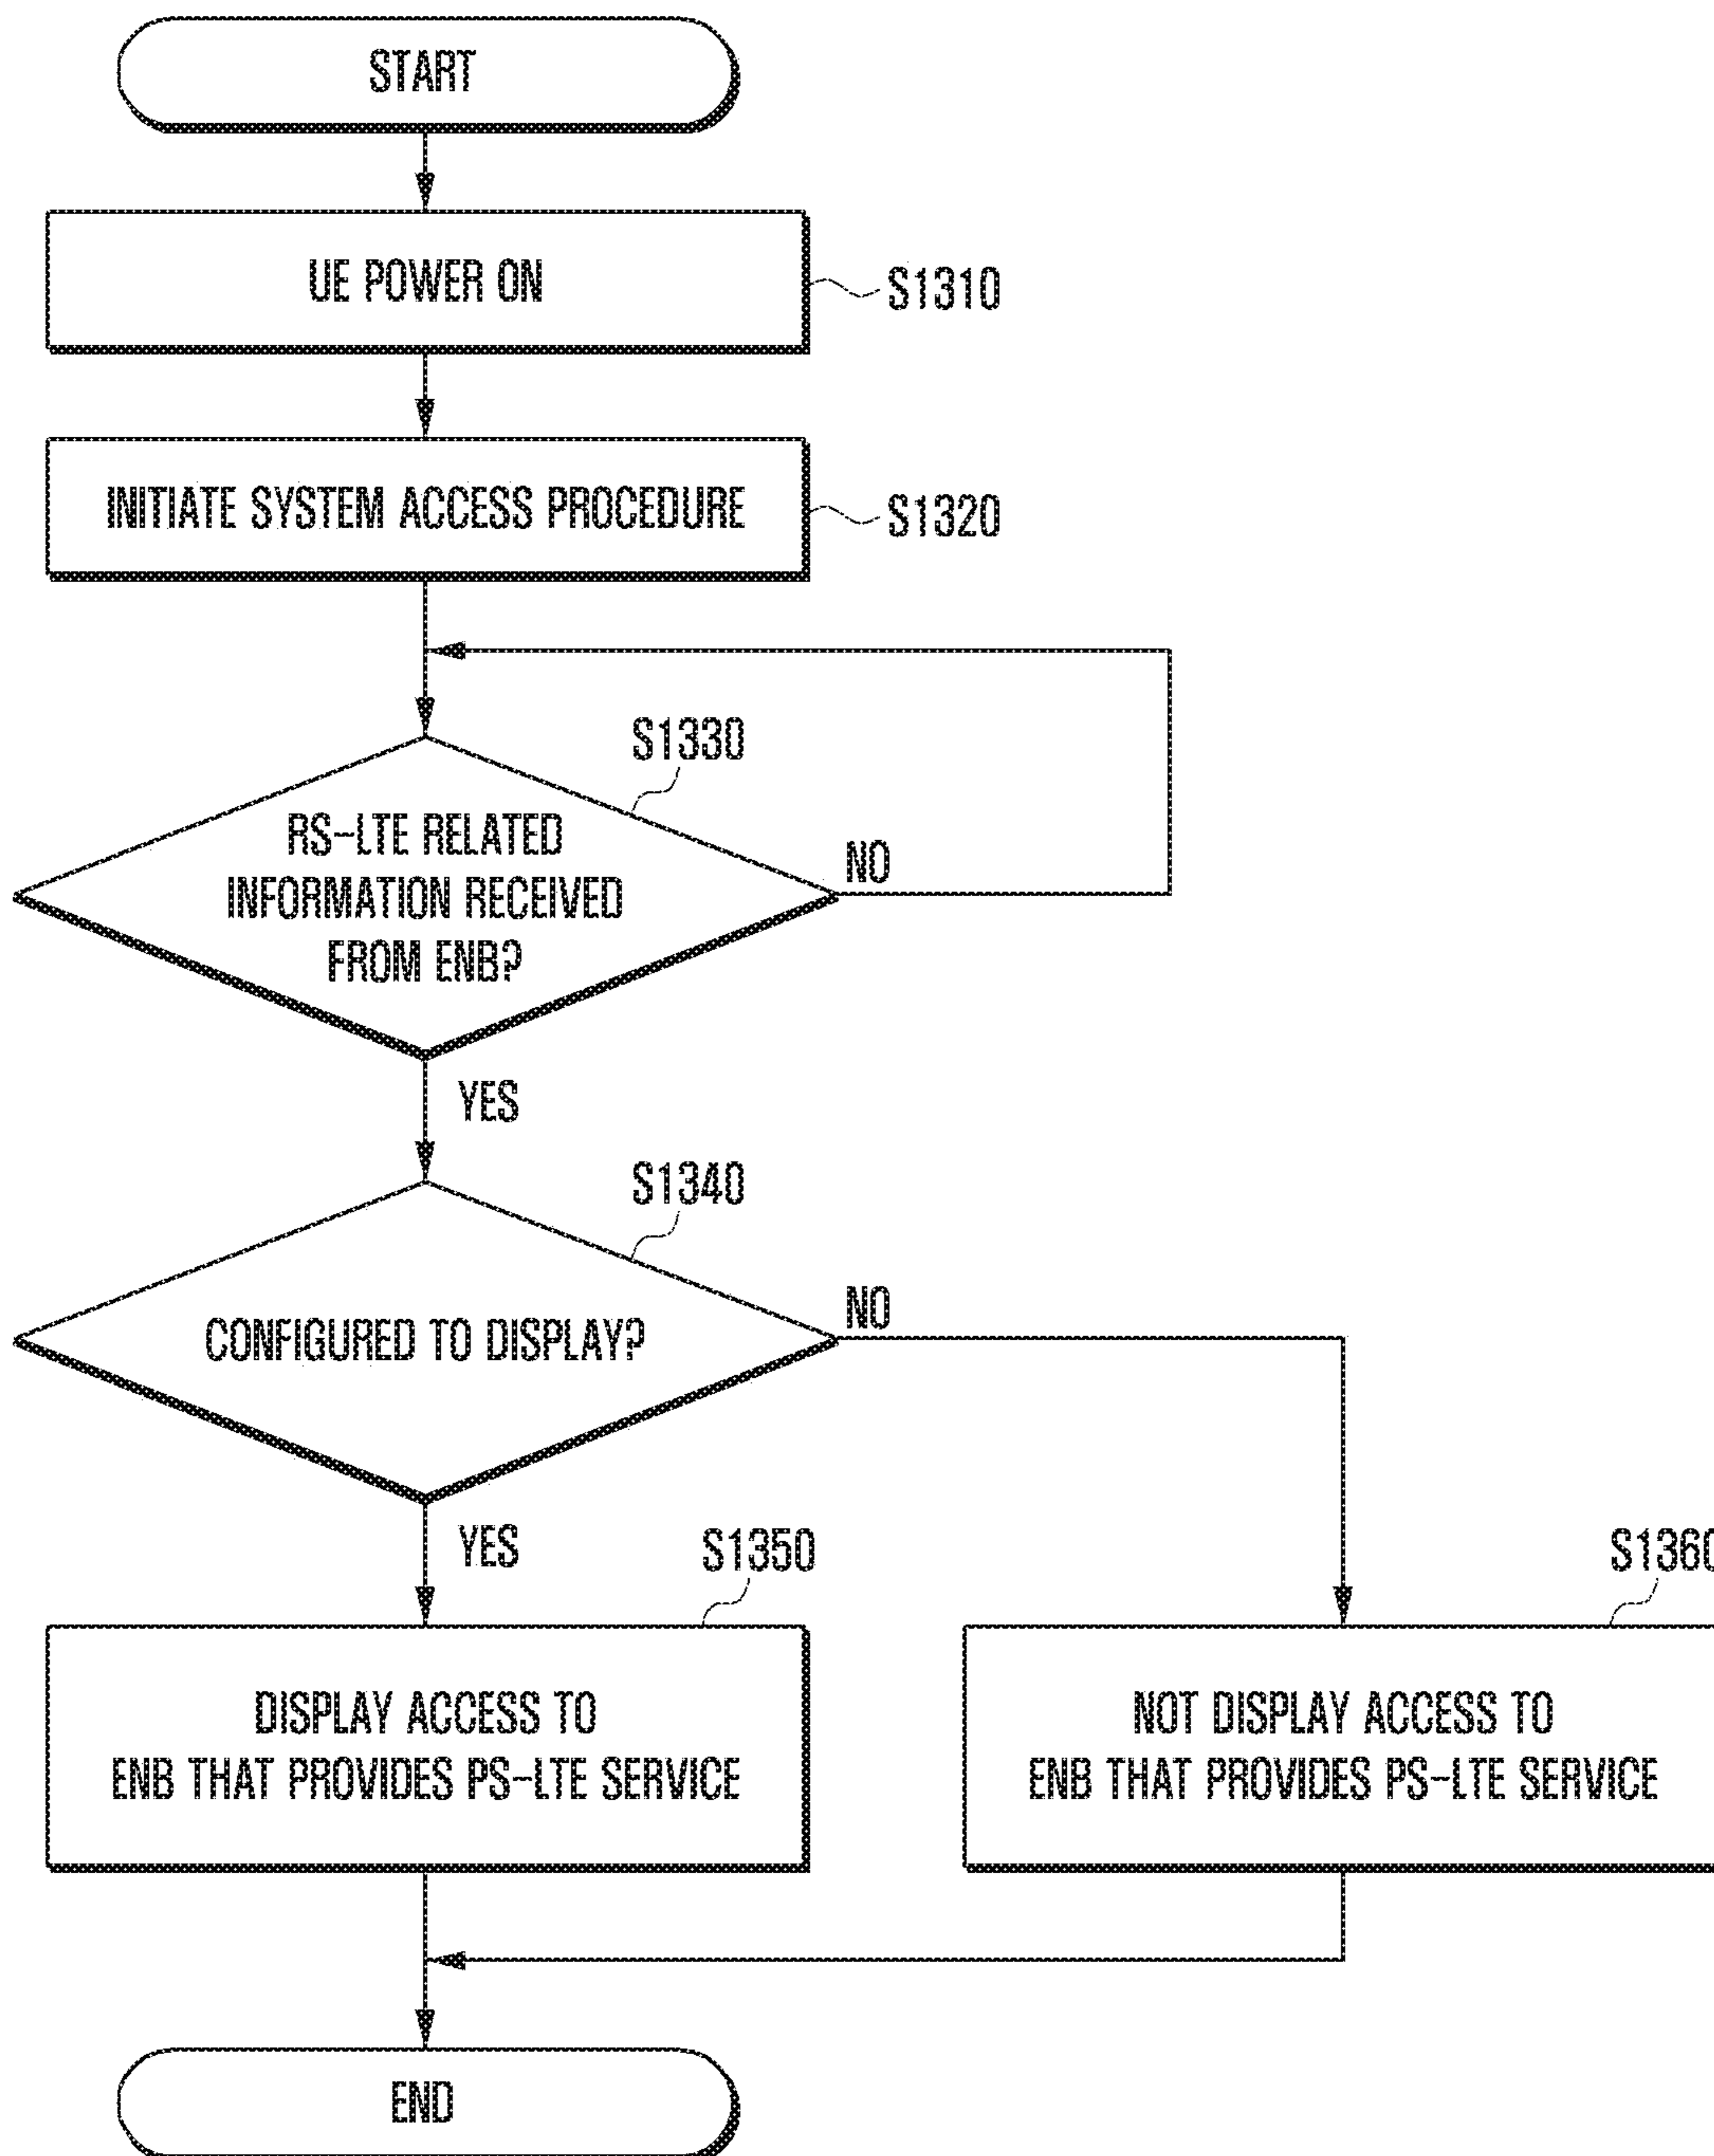 START
UE POWER ON
S1310
INITIATE SYSTEM ACCESS PROCEDURE
S1320
S1330
RS-LTE RELATED
INFORMATION RECEIVED
FROM ENB?
NO
YES
S1340
CONFIGURED TO DISPLAY?
NO
YES
S1350
S1360
DISPLAY ACCESS TO
ENB THAT PROVIDES PS-LTE SERVICE
NOT DISPLAY ACCESS TO
ENB THAT PROVIDES PS-LTE SERVICE
END